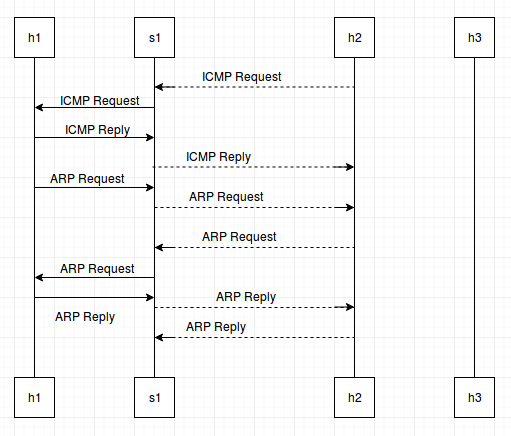 h1
s1
h2
h3
ICMP Request
ICMP Request
ICMP Reply
ICMP Reply
ARP Request
ARP Request
ARP Request
ARP Request
ARP Reply
ARP Reply
ARP Reply
h1
s1
h2
h3